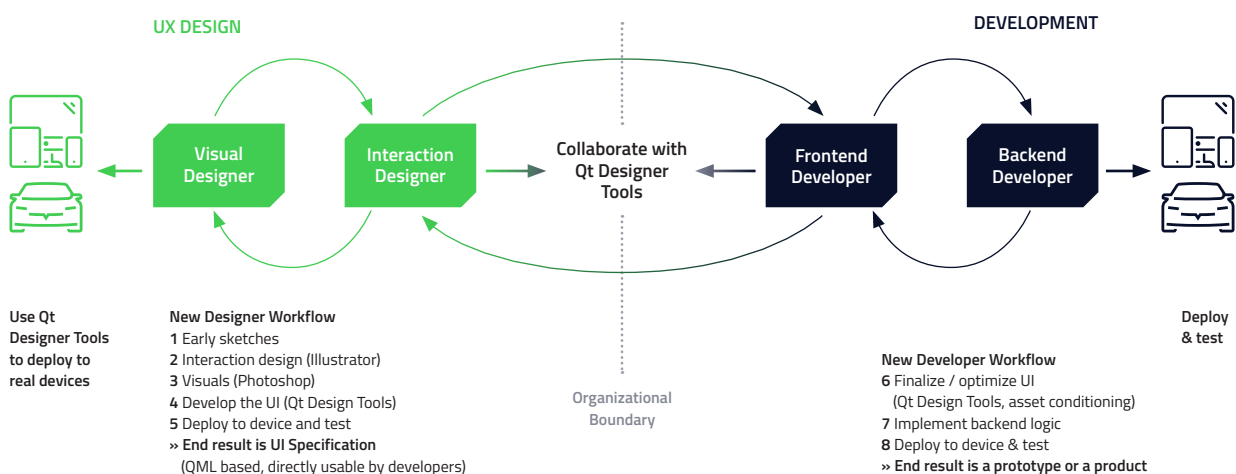 UX DESIGN
DEVELOPMENT
Visual
Designer
Interaction
Designer
Collaborate with
Qt Designer
Tools
Frontend
Developer
Backend
Developer
Use Qt
Designer Tools
to deploy to
real devices
New Designer Workflow
1 Early sketches
2 Interaction design (Illustrator)
3 Visuals (Photoshop)
4 Develop the UI (Qt Design Tools)
5 Deploy to device and test
» End result is UI Specification
(QML based, directly usable by developers)
Organizational
Boundary
New Developer Workflow
6 Finalize / optimize UI
(Qt Design Tools, asset conditioning)
7 Implement backend logic
8 Deploy to device & test
» End result is a prototype or a product
Deploy
& test